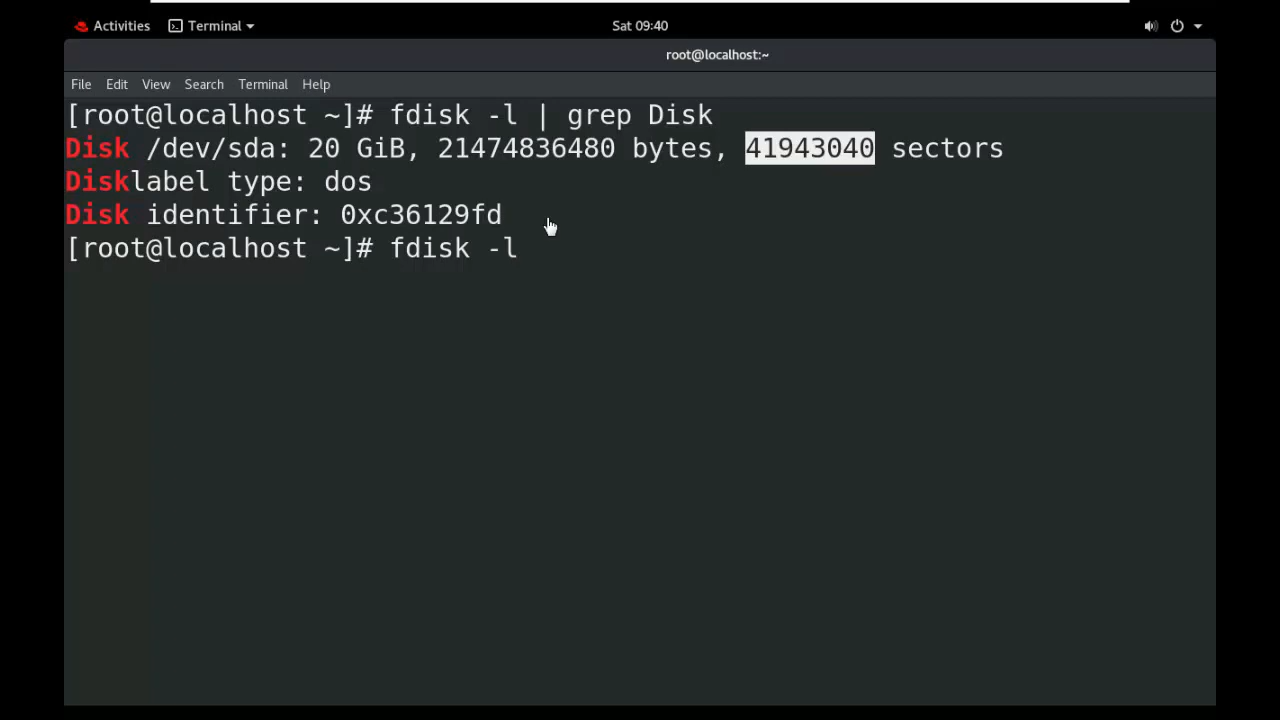 Activities Terminal Sat 09:40
root@localhost:~
File Edit View Search Terminal Help
[root@localhost ~]# fdisk -l | grep Disk
Disk /dev/sda: 20 GiB, 21474836480 bytes, 41943040 sectors
Disklabel type: dos
Disk identifier: 0xc36129fd
[root@localhost ~]# fdisk -l